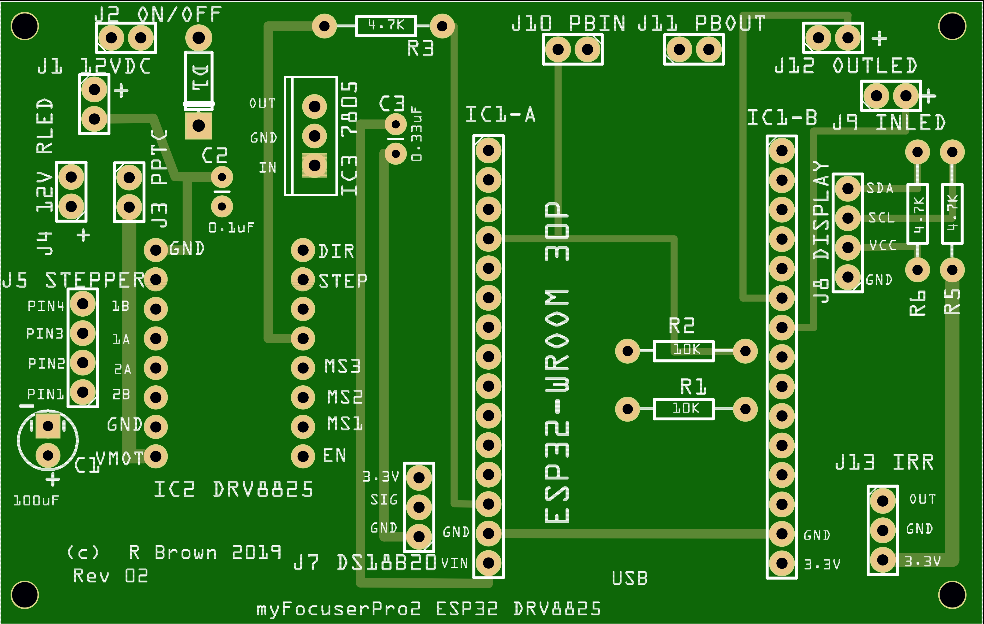 J2 ON/OFF
J1 12VDC
+
RLED
J4 12V
+
J3 PPTC
D1
C2
0.1uF
4.7K
R3
OUT
GND
IN
IC3 7805
C3
0.33uF
J10 PBIN
J11 PBOUT
+
J12 OUTLED
+
J9 INLED
IC1-A
IC1-B
J8 DISPLAY
SDA
SCL
VCC
GND
4.7K
4.7K
R6
R5
GND
DIR
STEP
J5 STEPPER
PIN4
1B
PIN3
1A
PIN2
2A
PIN1
2B
MS3
MS2
MS1
GND
VMOT
EN
-
C1
+
100uF
IC2 DRV8825
ESP32-WROOM 30P
R2
10K
R1
10K
3.3V
SIG
GND
J7 DS18B20
GND
VIN
GND
3.3V
J13 IRR
OUT
GND
3.3V
USB
(c) R Brown 2019
Rev 02
myFocuserPro2 ESP32 DRV8825